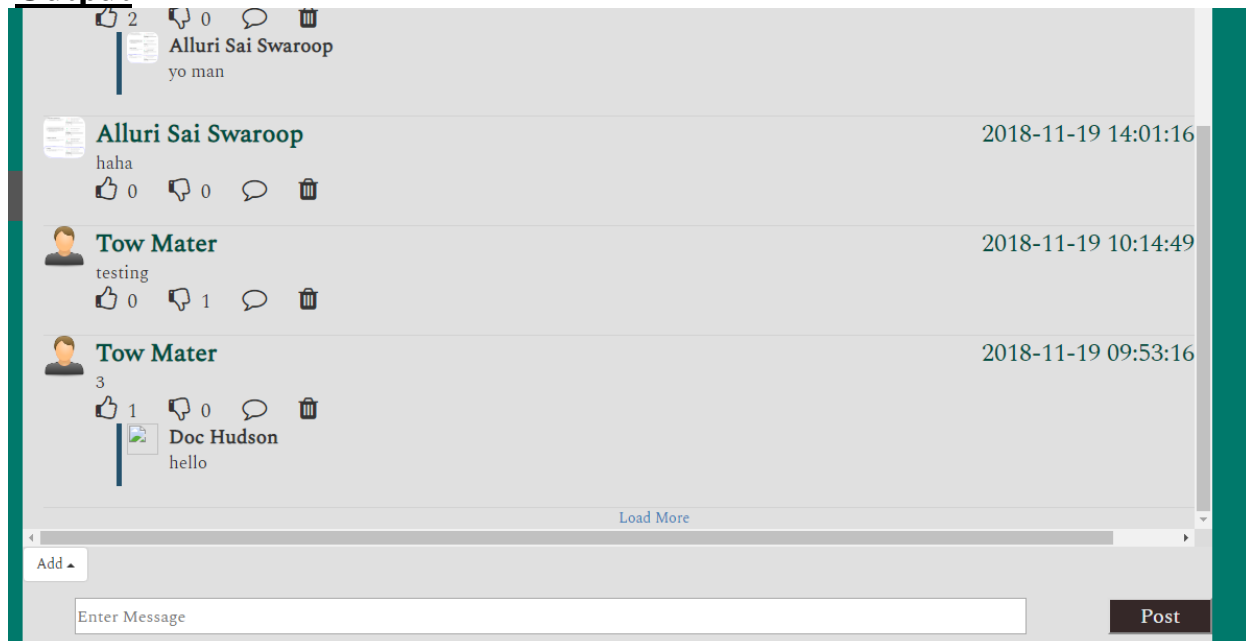 Output
2 0
Alluri Sai Swaroop
yo man
Alluri Sai Swaroop 2018-11-19 14:01:16
haha
0 0
Tow Mater 2018-11-19 10:14:49
testing
0 1
Tow Mater 2018-11-19 09:53:16
3
1 0
Doc Hudson
hello
Load More
Add
Enter Message Post